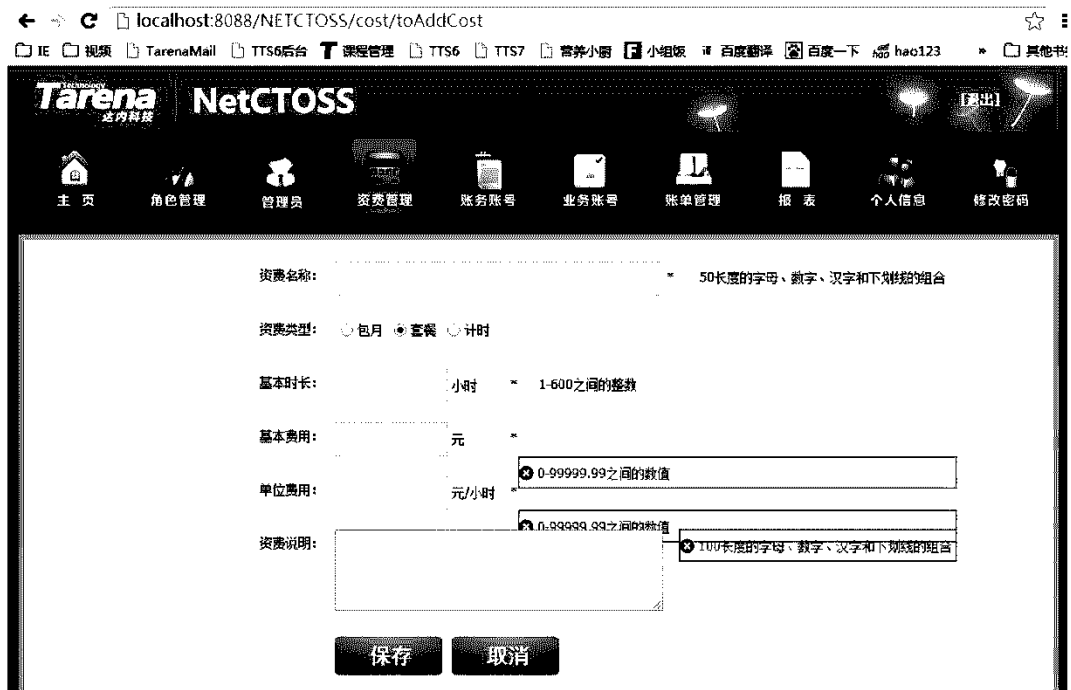 localhost:8088/NETCTOSS/cost/toAddCost
IE 视频 TarenaMail TTS6后台 课程管理 TTS6 TTS7 营养小厨 小组饭 百度翻译 百度一下 hao123 » 其他书
Technology
Tarena
达内科技
NetCTOSS
[退出]
主 页 角色管理 管理员 资费管理 账务账号 业务账号 账单管理 报 表 个人信息 修改密码
资费名称: * 50长度的字母、数字、汉字和下划线的组合
资费类型: 包月 套餐 计时
基本时长: 小时 * 1-600之间的整数
基本费用: 元 *
0-99999.99之间的数值
单位费用: 元/小时 *
0-99999.99之间的数值
资费说明: 100长度的字母、数字、汉字和下划线的组合
保存 取消